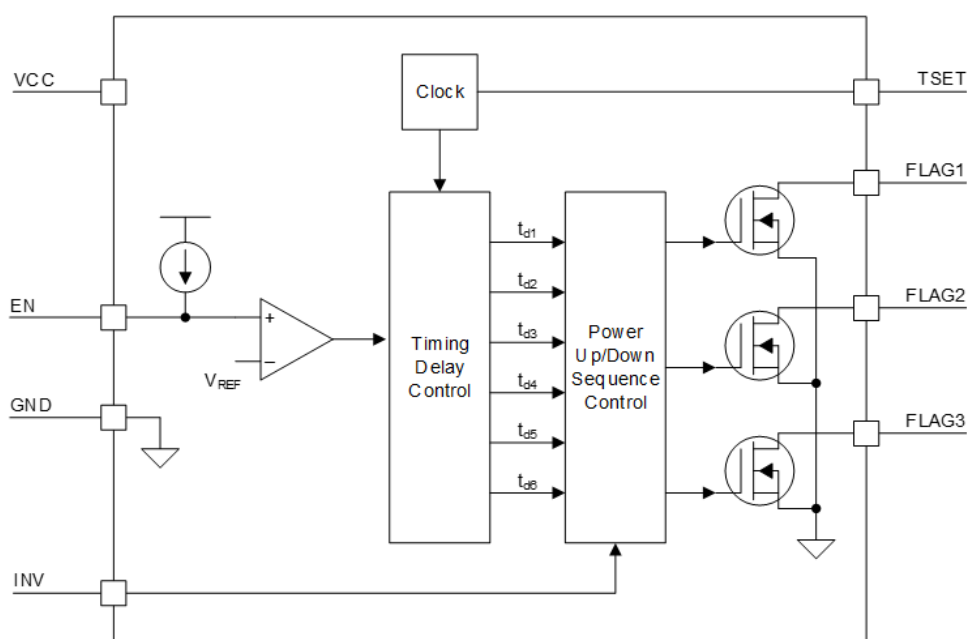 VCC
Clock
TSET
FLAG1
td1
td2
EN
+
FLAG2
td3
−
VREF
Timing
Delay
Control
Power
Up/Down
Sequence
Control
td4
GND
FLAG3
td5
td6
INV